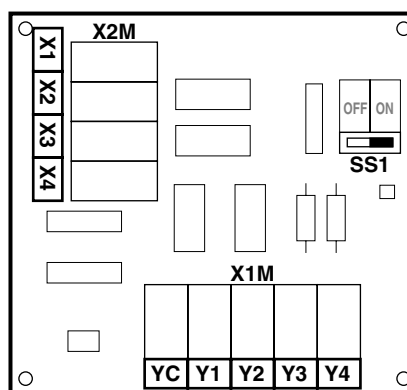 X2M
X1
X2
X3
X4
OFF ON
SS1
X1M
YC Y1 Y2 Y3 Y4